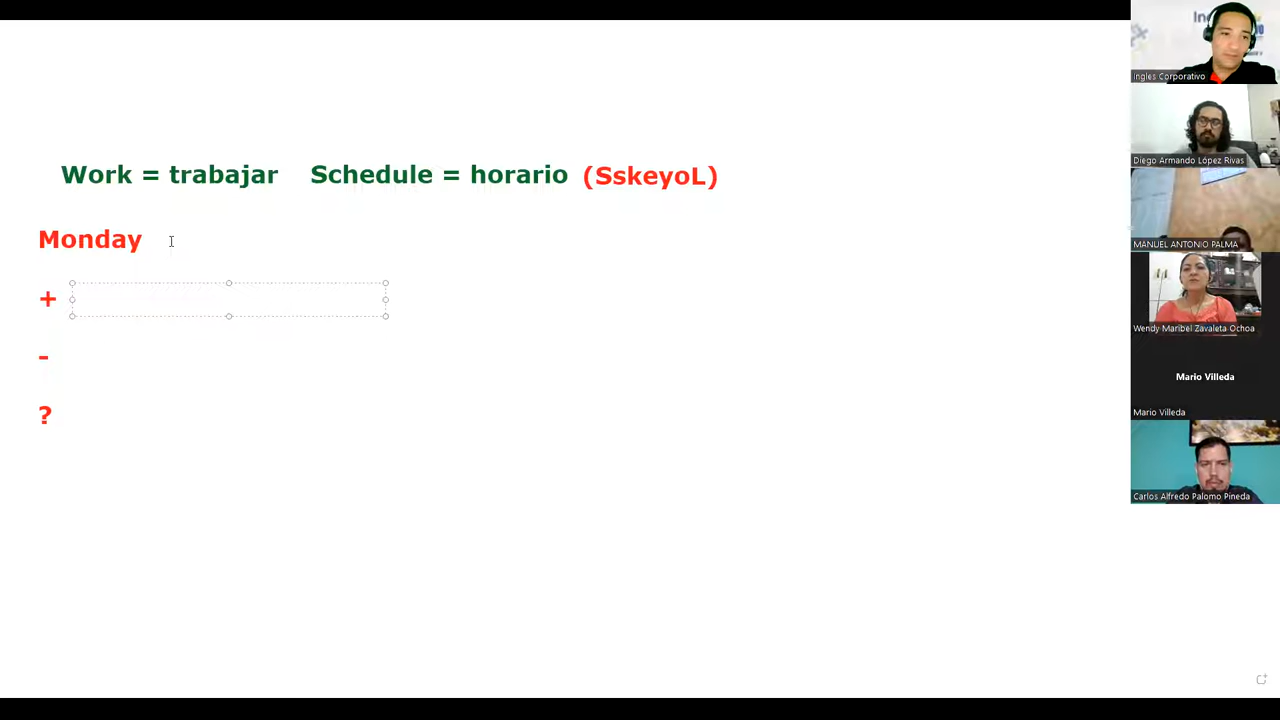 Work = trabajar Schedule = horario (SskeyoL)
Monday
+
-
?
Ingles Corporativo
Diego Armando López Rivas
MANUEL ANTONIO PALMA
Wendy Maribel Zavaleta Ochoa
Mario Villeda
Mario Villeda
Carlos Alfredo Palomo Pineda